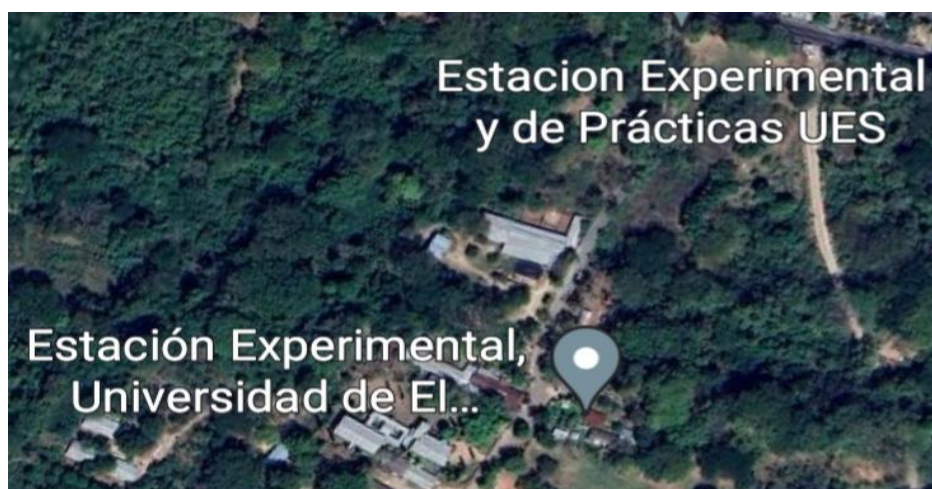 Estacion Experimental
y de Prácticas UES
Estación Experimental,
Universidad de El...